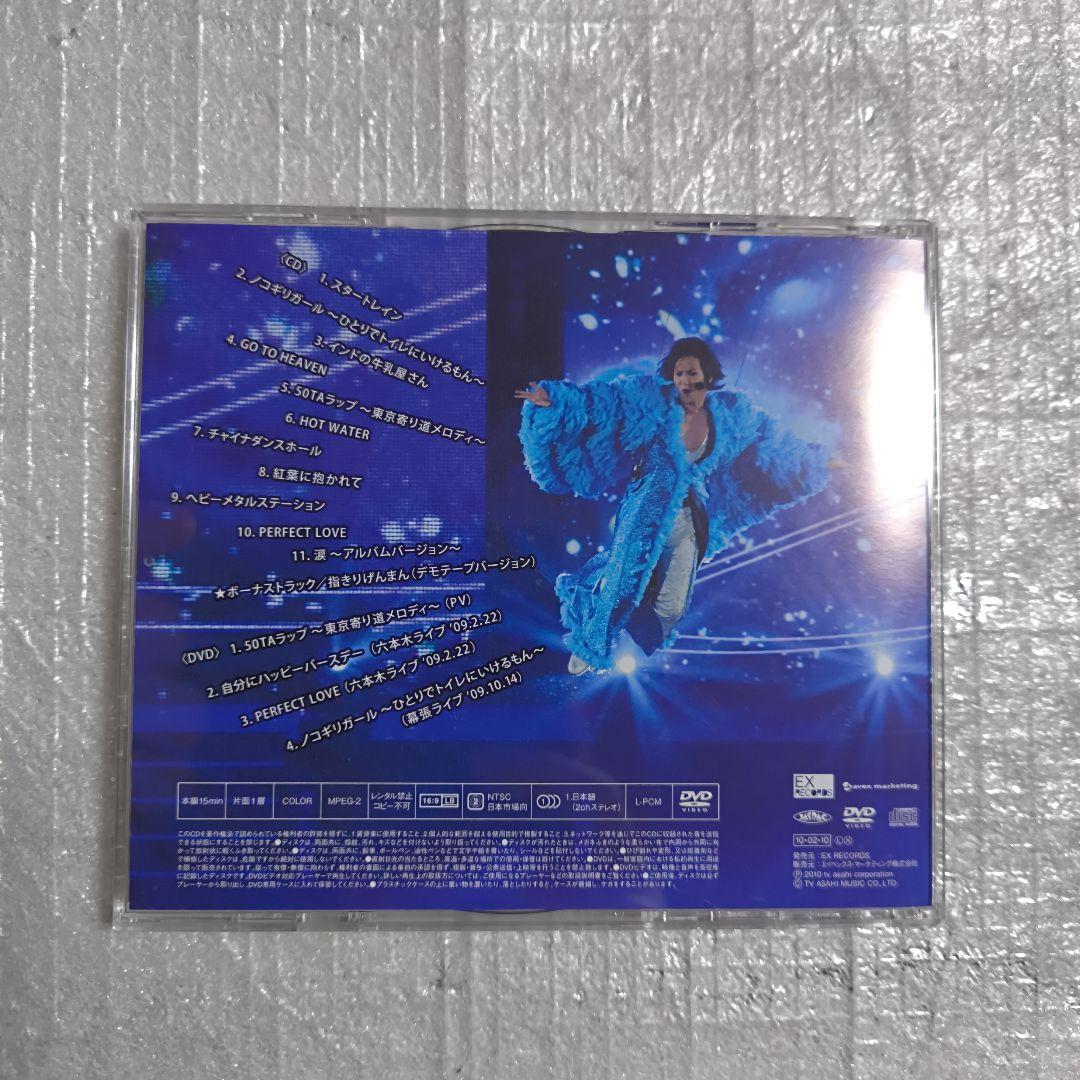 〈CD〉 1. スタートレイン
2. ノコギリガール ～ひとりでトイレにいけるもん～
3. インドの牛乳屋さん
4. GO TO HEAVEN
5. 50TAラップ ～東京寄り道メロディ～
6. HOT WATER
7. チャイナダンスホール
8. 紅葉に抱かれて
9. ヘビーメタルステーション
10. PERFECT LOVE
11. 涙 ～アルバムバージョン～
★ボーナストラック／指きりげんまん（デモテープバージョン）
〈DVD〉 1. 50TAラップ ～東京寄り道メロディ～（PV）
2. 自分にハッピーバースデー（六本木ライブ '09.2.22）
3. PERFECT LOVE（六本木ライブ '09.2.22）
4. ノコギリガール ～ひとりでトイレにいけるもん～
（幕張ライブ '09.10.14）
本編15min 片面1層 COLOR MPEG-2 レンタル禁止 コピー不可 16:9 LB 2 NTSC 日本市場向 1. 日本語 (2chステレオ) L-PCM DVD VIDEO
EX RECORDS
avex marketing
DVD VIDEO
disc
10-02-10 L X
発売元：EX RECORDS
販売元：エイベックス・マーケティング株式会社
Ⓟ 2010 tv asahi corporation
Ⓒ TV ASAHI MUSIC CO.,LTD